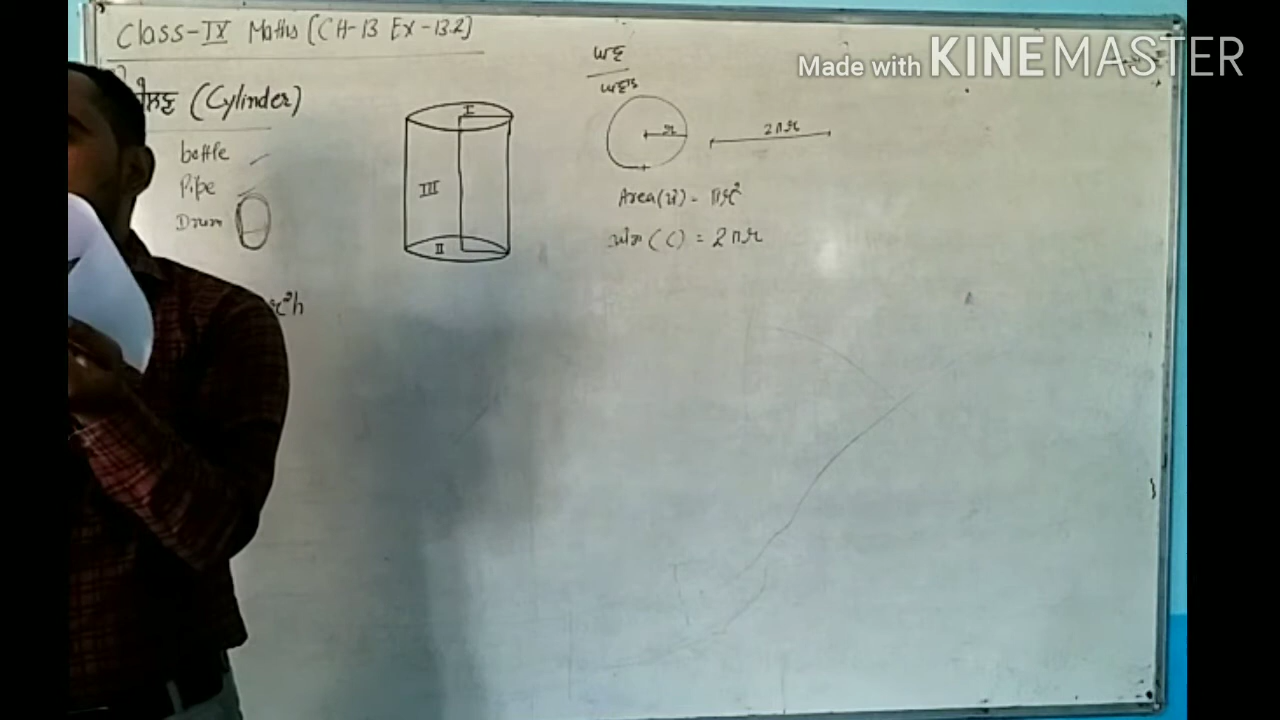 Class-IX Maths [CH-13 Ex-13.2]
(Cylinder)
bottle
Pipe
Drum
I
III
II
r
2πr
Area = πr²
(C) = 2πr
r²h
Made with KINEMASTER